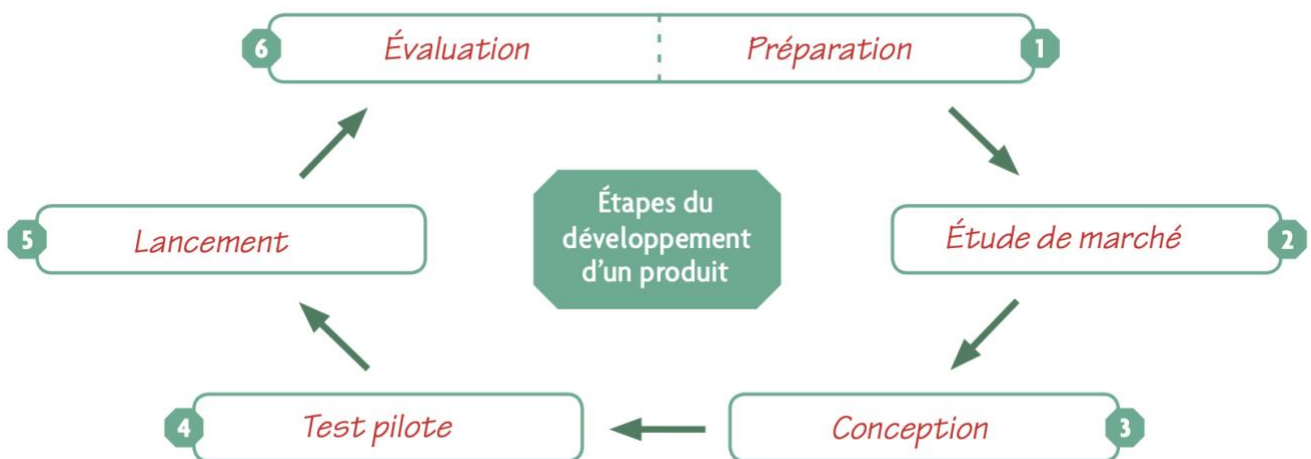 6 Évaluation Préparation 1
5 Lancement
Étapes du
développement
d'un produit
Étude de marché 2
4 Test pilote
Conception 3